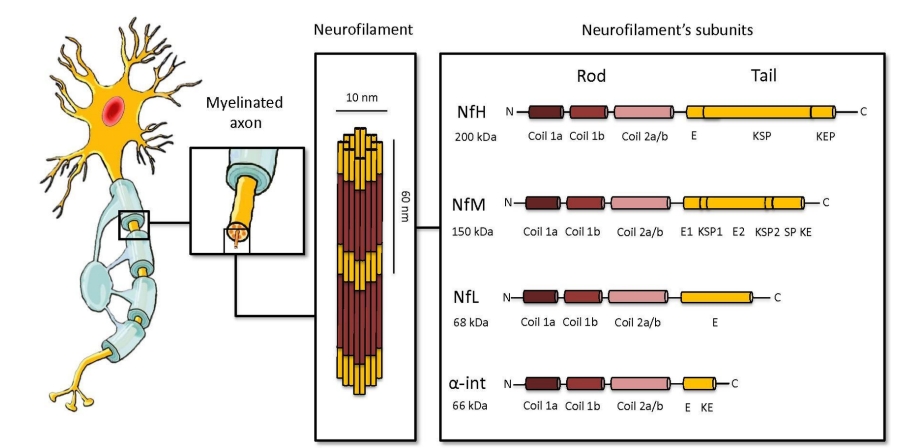 Neurofilament
Neurofilament's subunits
Myelinated
axon
10 nm
60 nm
Rod
Tail
NfH
200 kDa
N
C
Coil 1a
Coil 1b
Coil 2a/b
E
KSP
KEP
NfM
150 kDa
N
C
Coil 1a
Coil 1b
Coil 2a/b
E1
KSP1
E2
KSP2
SP
KE
NfL
68 kDa
N
C
Coil 1a
Coil 1b
Coil 2a/b
E
α-int
66 kDa
N
C
Coil 1a
Coil 1b
Coil 2a/b
E
KE